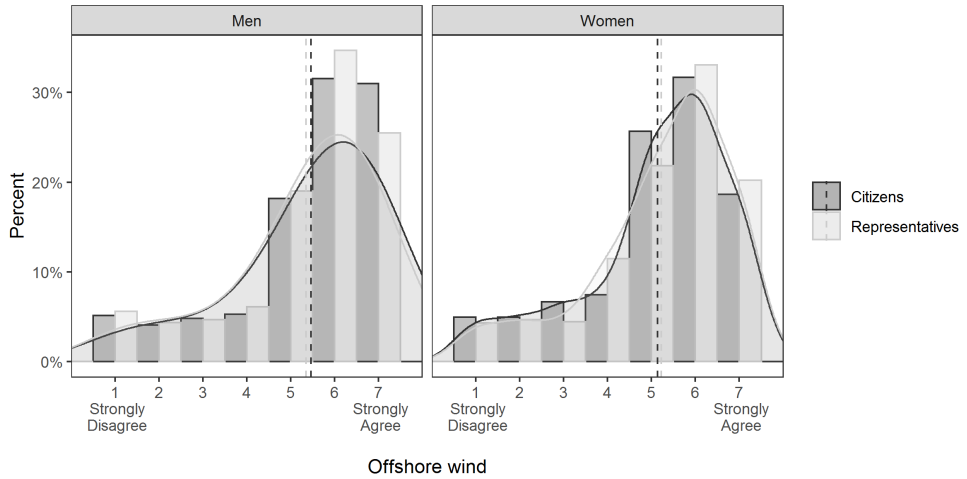 Men
Women
Percent
30%
20%
10%
0%
1 2 3 4 5 6 7
Strongly Disagree
Strongly Agree
1 2 3 4 5 6 7
Strongly Disagree
Strongly Agree
Offshore wind
Citizens
Representatives